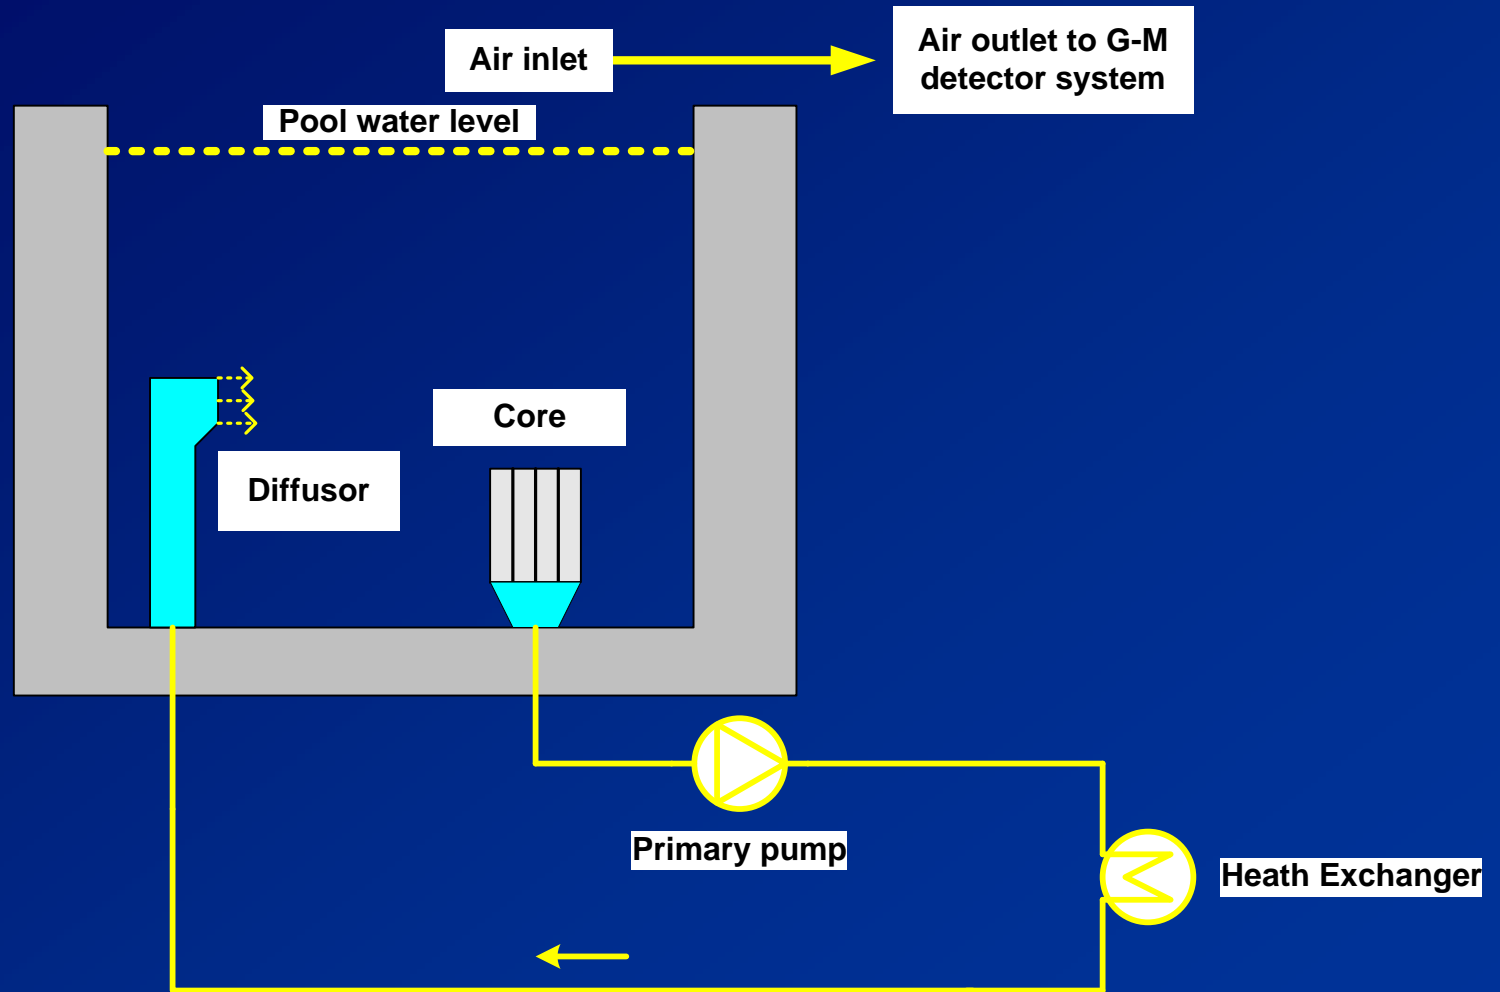 Air inlet
Air outlet to G-M
detector system
Pool water level
Core
Diffusor
Primary pump
Heath Exchanger